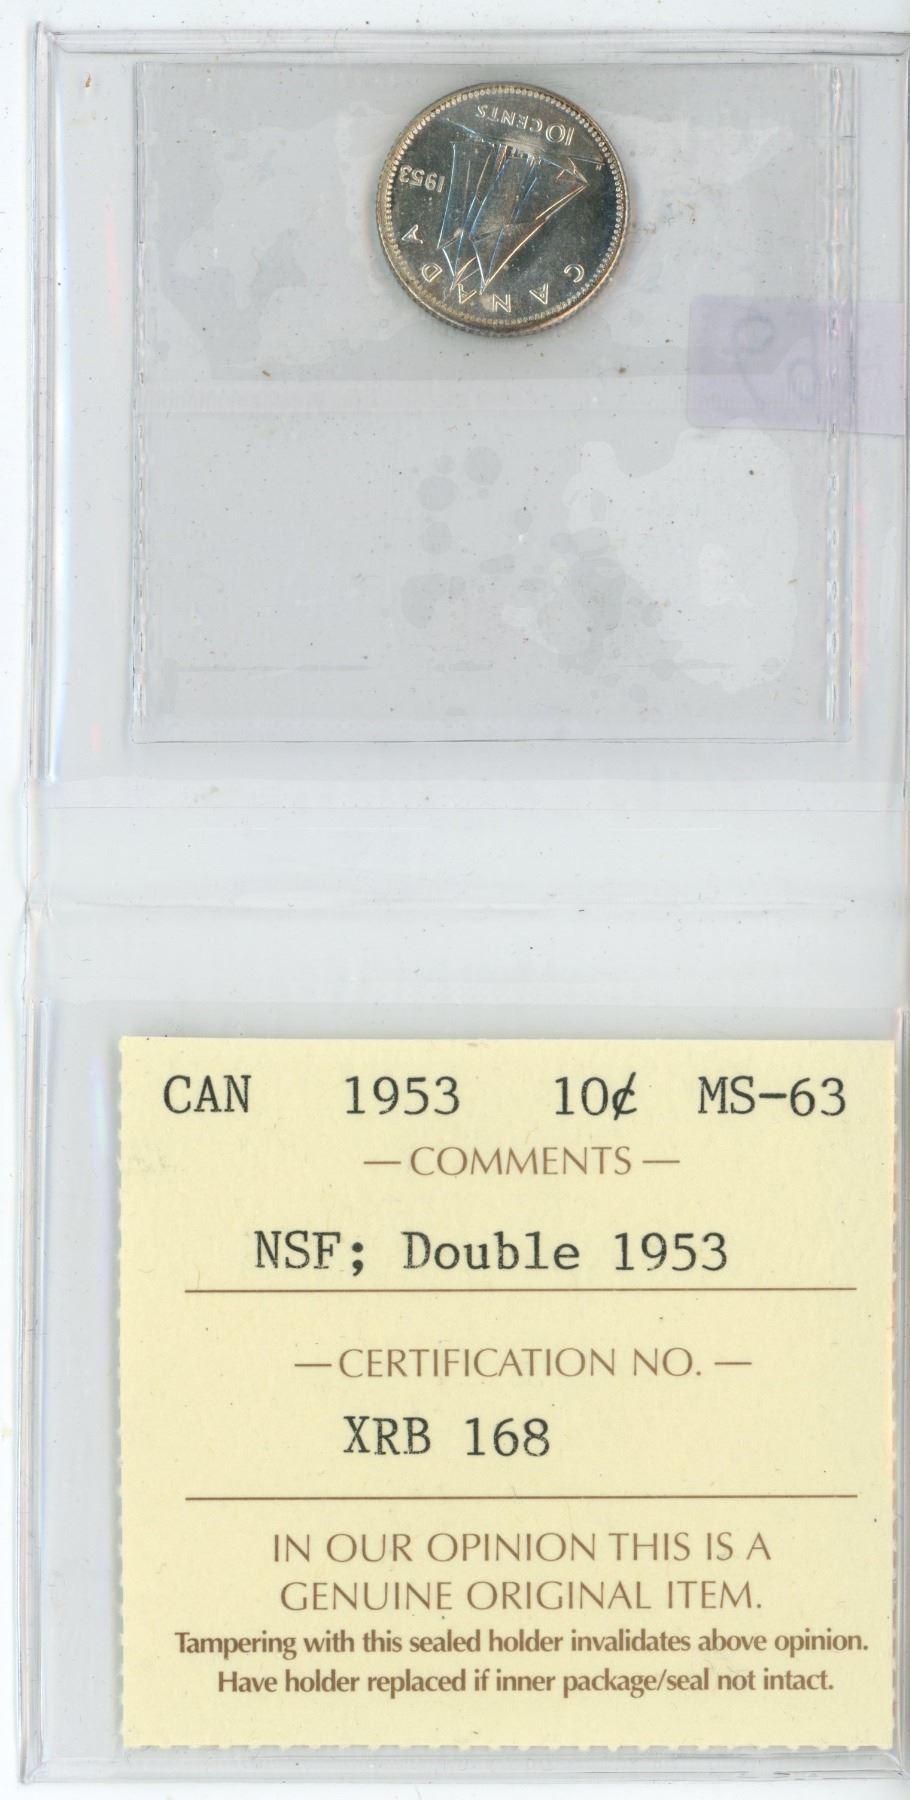 10 CENTS
1953
CANADA
CAN 1953 10¢ MS-63
— COMMENTS —
NSF; Double 1953
— CERTIFICATION NO. —
XRB 168
IN OUR OPINION THIS IS A
GENUINE ORIGINAL ITEM.
Tampering with this sealed holder invalidates above opinion.
Have holder replaced if inner package/seal not intact.